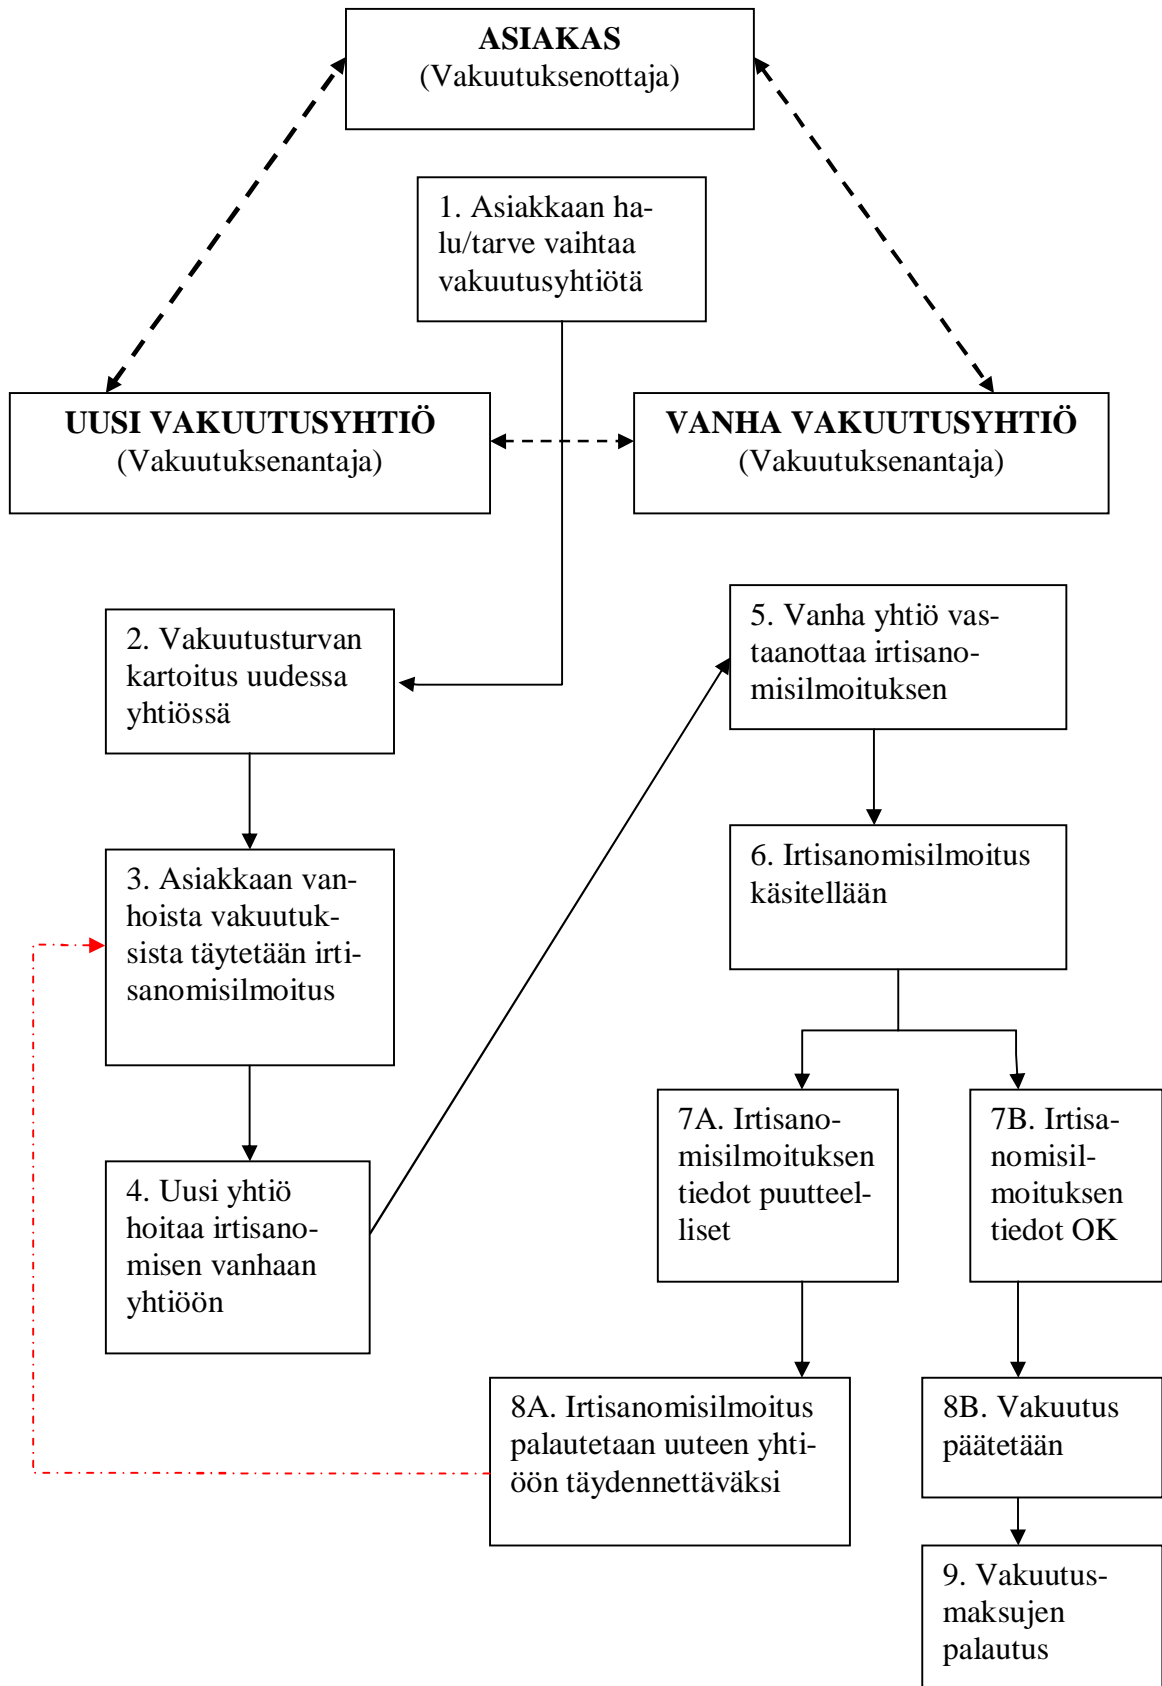 ASIAKAS
(Vakuutuksenottaja)
1. Asiakkaan ha-
lu/tarve vaihtaa
vakuutusyhtiötä
UUSI VAKUUTUSYHTIÖ
(Vakuutuksenantaja)
VANHA VAKUUTUSYHTIÖ
(Vakuutuksenantaja)
2. Vakuutusturvan
kartoitus uudessa
yhtiössä
3. Asiakkaan van-
hoista vakuutuk-
sista täytetään irti-
sanomisilmoitus
4. Uusi yhtiö
hoitaa irtisano-
misen vanhaan
yhtiöön
5. Vanha yhtiö vas-
taanottaa irtisano-
misilmoituksen
6. Irtisanomisilmoitus
käsitellään
7A. Irtisano-
misilmoituksen
tiedot puutteel-
liset
7B. Irtisa-
nomisil-
moituksen
tiedot OK
8A. Irtisanomisilmoitus
palautetaan uuteen yhti-
öön täydennettäväksi
8B. Vakuutus
päätetään
9. Vakuutus-
maksujen
palautus